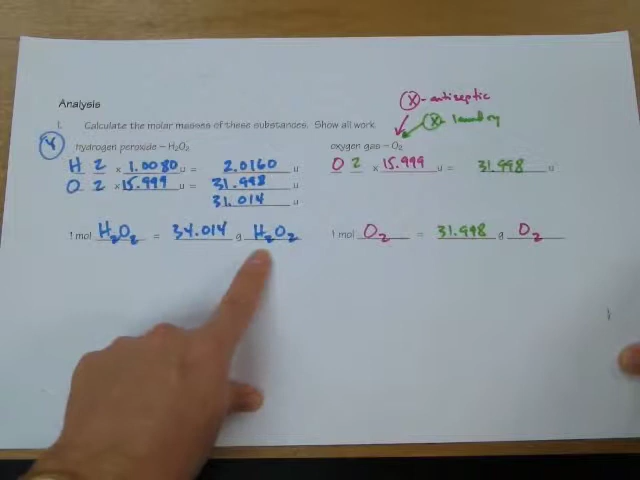 Analysis
ⓧ - antiseptic
1. Calculate the molar masses of these substances. Show all work.
ⓧ - laundry
Y hydrogen peroxide – H₂O₂
oxygen gas – O₂
H 2 × 1.0080 u = 2.0160 u
O 2 × 15.999 u = 31.998 u
O 2 × 15.999 u = 31.998 u
31.014 u
1 mol H₂O₂ = 34.014 g H₂O₂
1 mol O₂ = 31.998 g O₂